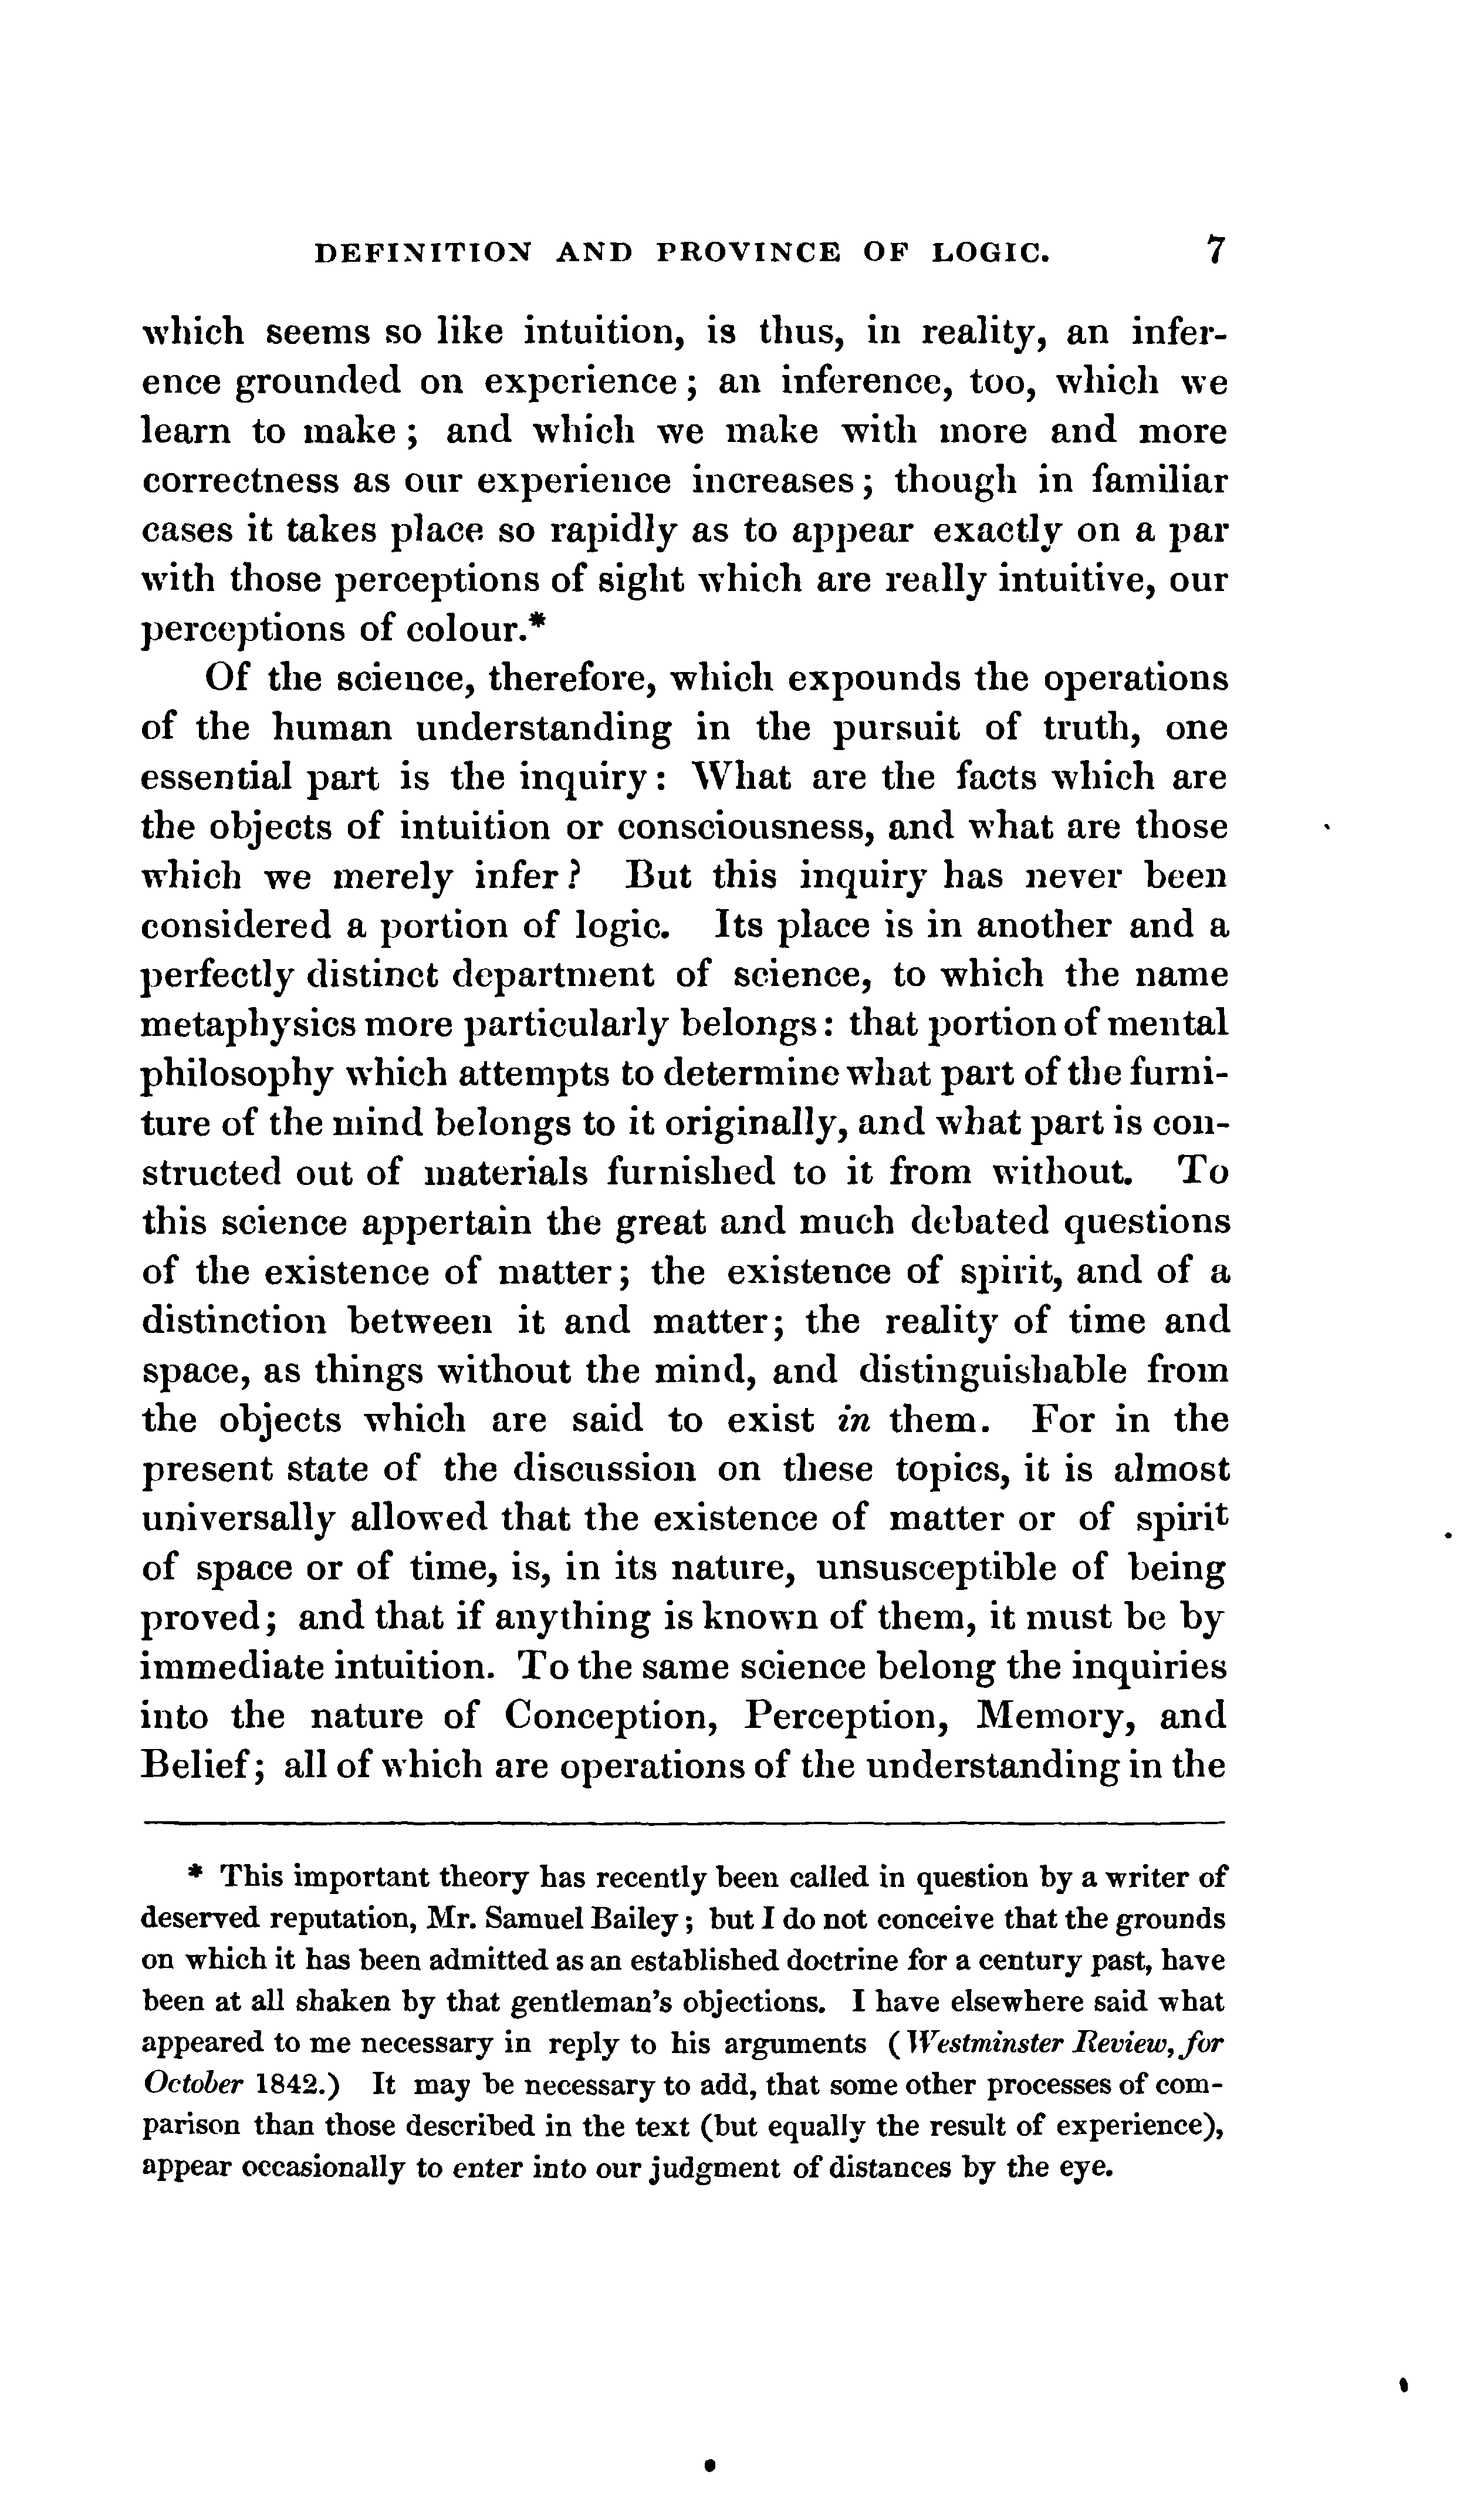 DEFINITION AND PROVINCE OF LOGIC. 7
which seems so like intuition, is thus, in reality, an infer-
ence grounded on experience; an inference, too, which we
learn to make; and which we make with more and more
correctness as our experience increases; though in familiar
cases it takes place so rapidly as to appear exactly on a par
with those perceptions of sight which are really intuitive, our
perceptions of colour.*
Of the science, therefore, which expounds the operations
of the human understanding in the pursuit of truth, one
essential part is the inquiry: What are the facts which are
the objects of intuition or consciousness, and what are those
which we merely infer? But this inquiry has never been
considered a portion of logic. Its place is in another and a
perfectly distinct department of science, to which the name
metaphysics more particularly belongs: that portion of mental
philosophy which attempts to determine what part of the furni-
ture of the mind belongs to it originally, and what part is con-
structed out of materials furnished to it from without. To
this science appertain the great and much debated questions
of the existence of matter; the existence of spirit, and of a
distinction between it and matter; the reality of time and
space, as things without the mind, and distinguishable from
the objects which are said to exist in them. For in the
present state of the discussion on these topics, it is almost
universally allowed that the existence of matter or of spirit
of space or of time, is, in its nature, unsusceptible of being
proved; and that if anything is known of them, it must be by
immediate intuition. To the same science belong the inquiries
into the nature of Conception, Perception, Memory, and
Belief; all of which are operations of the understanding in the
* This important theory has recently been called in question by a writer of
deserved reputation, Mr. Samuel Bailey; but I do not conceive that the grounds
on which it has been admitted as an established doctrine for a century past, have
been at all shaken by that gentleman's objections. I have elsewhere said what
appeared to me necessary in reply to his arguments (Westminster Review, for
October 1842.) It may be necessary to add, that some other processes of com-
parison than those described in the text (but equally the result of experience),
appear occasionally to enter into our judgment of distances by the eye.